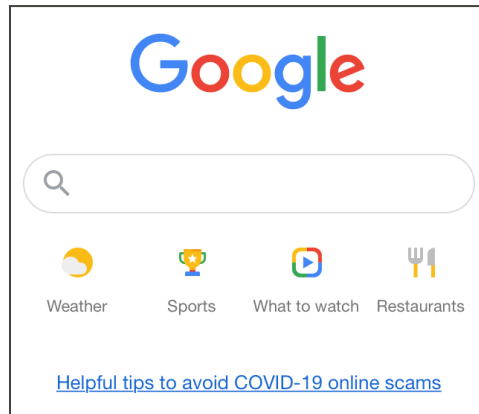 Google
Weather Sports What to watch Restaurants
Helpful tips to avoid COVID-19 online scams